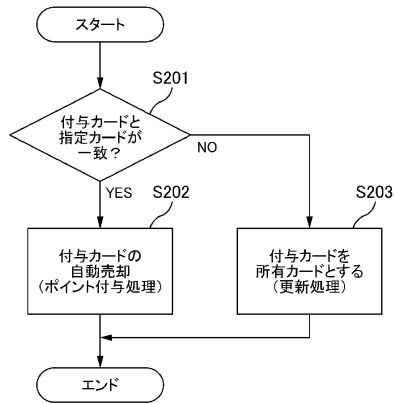 スタート
S201
付与カードと
指定カードが
一致？
NO
YES
S202
付与カードの
自動売却
(ポイント付与処理)
S203
付与カードを
所有カードとする
(更新処理)
エンド